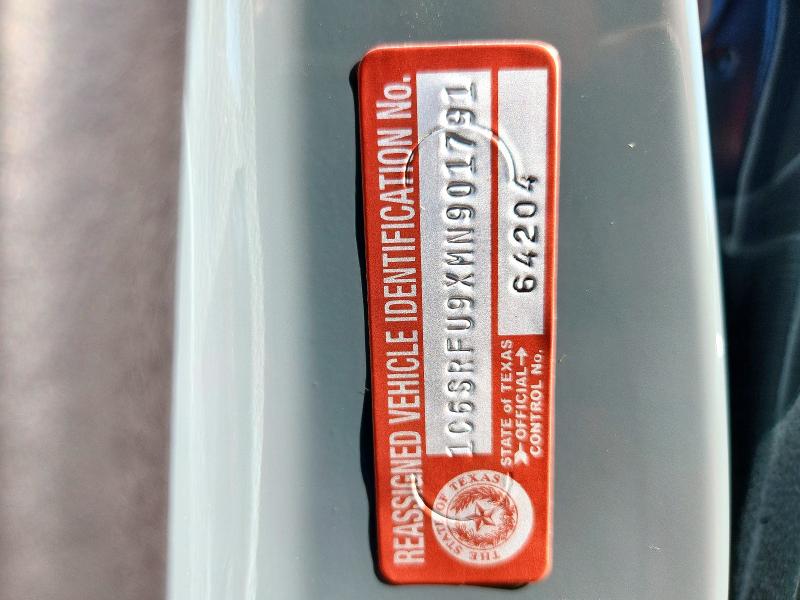 REASSIGNED VEHICLE IDENTIFICATION No.
1C6SRFU9XMN901791
THE STATE OF TEXAS
STATE of TEXAS
OFFICIAL
CONTROL No.
64204